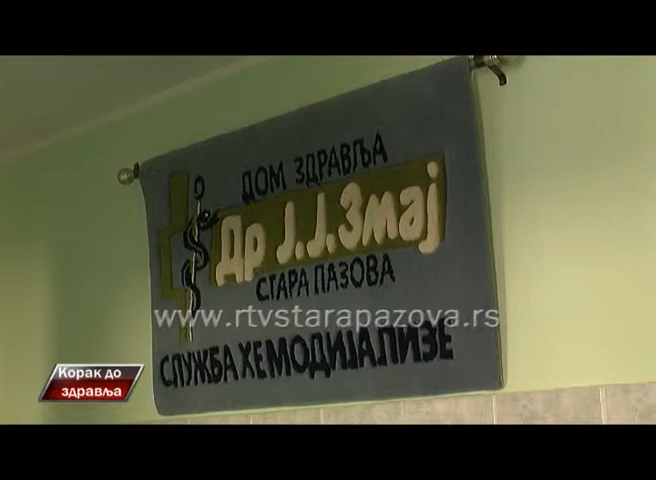 ДОМ ЗДРАВЉА
Др Ј.Ј.Змај
СТАРА ПАЗОВА
www.rtvstarapazova.rs
СЛУЖБА ХЕМОДИЈАЛИЗЕ
Корак до
здравља